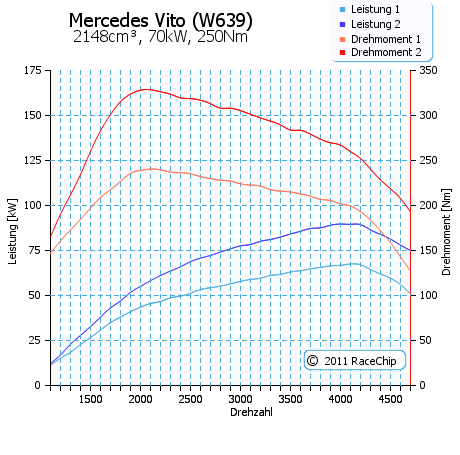 Mercedes Vito (W639)
2148cm³, 70kW, 250Nm
Leistung 1
Leistung 2
Drehmoment 1
Drehmoment 2
175
150
125
100
75
50
25
0
Leistung [kW]
350
300
250
200
150
100
50
0
Drehmoment [Nm]
1500
2000
2500
3000
3500
4000
4500
Drehzahl
© 2011 RaceChip